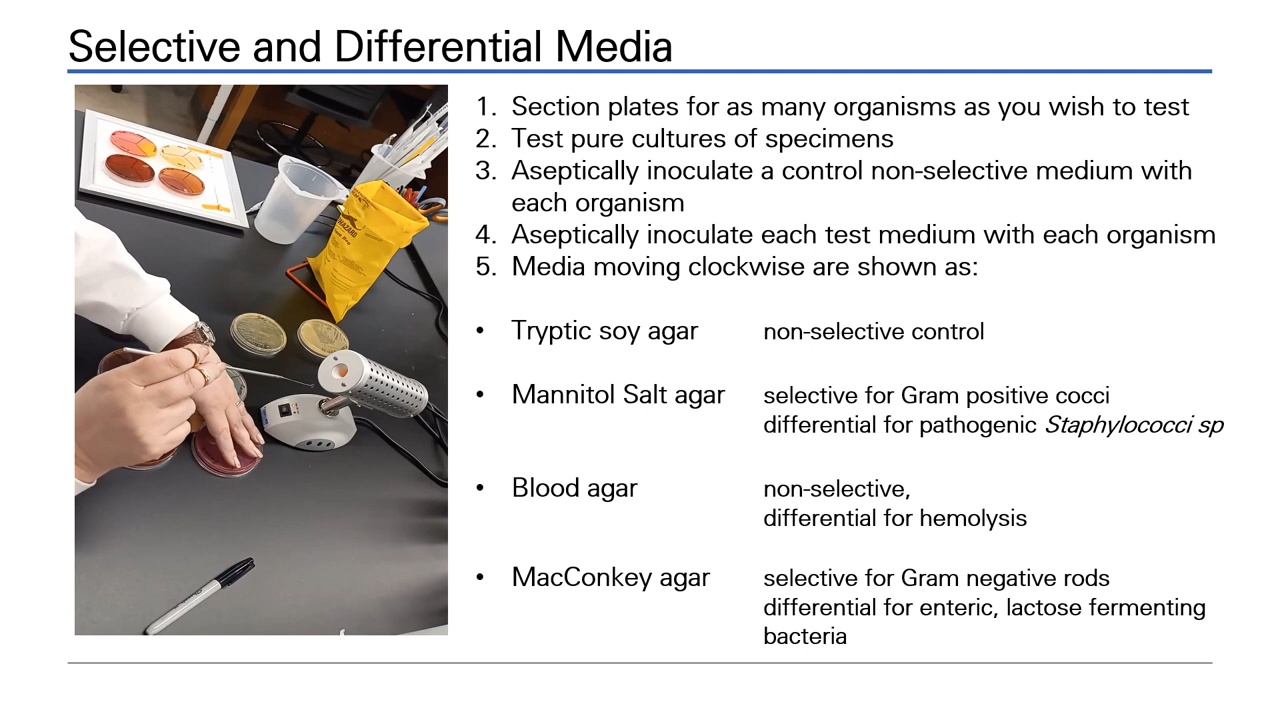 Selective and Differential Media
1. Section plates for as many organisms as you wish to test
2. Test pure cultures of specimens
3. Aseptically inoculate a control non-selective medium with
each organism
4. Aseptically inoculate each test medium with each organism
5. Media moving clockwise are shown as:
• Tryptic soy agar non-selective control
• Mannitol Salt agar selective for Gram positive cocci
differential for pathogenic Staphylococci sp
• Blood agar non-selective,
differential for hemolysis
• MacConkey agar selective for Gram negative rods
differential for enteric, lactose fermenting
bacteria